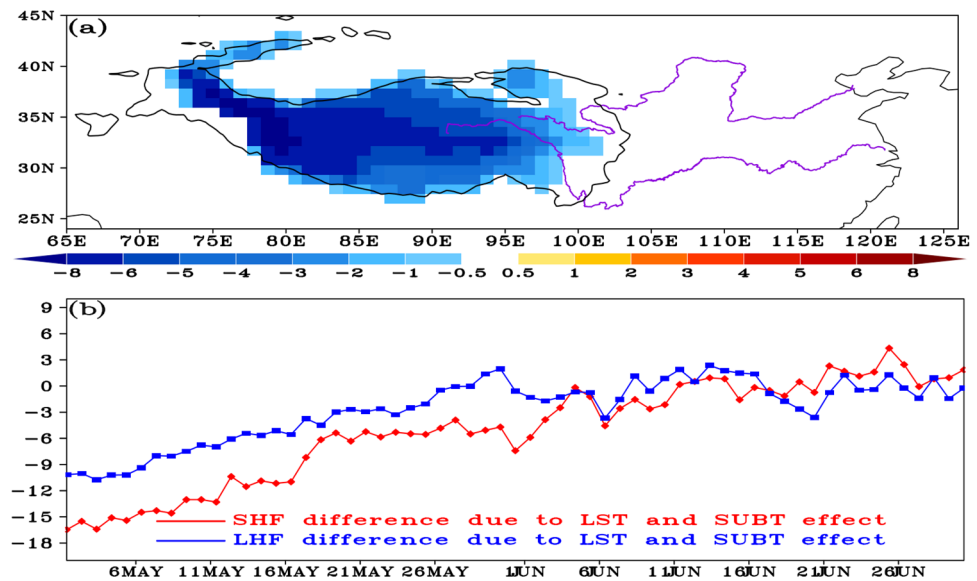 45N
(a)
40N
35N
30N
25N
65E 70E 75E 80E 85E 90E 95E 100E 105E 110E 115E 120E 125E
-8 -6 -5 -4 -3 -2 -1 -0.5 0.5 1 2 3 4 5 6 8
9
(b)
6
3
0
-3
-6
-9
-12
-15
SHF difference due to LST and SUBT effect
LHF difference due to LST and SUBT effect
-18
6MAY 11MAY 16MAY 21MAY 26MAY 1JUN 6JUN 11JUN 16JUN 21JUN 26JUN